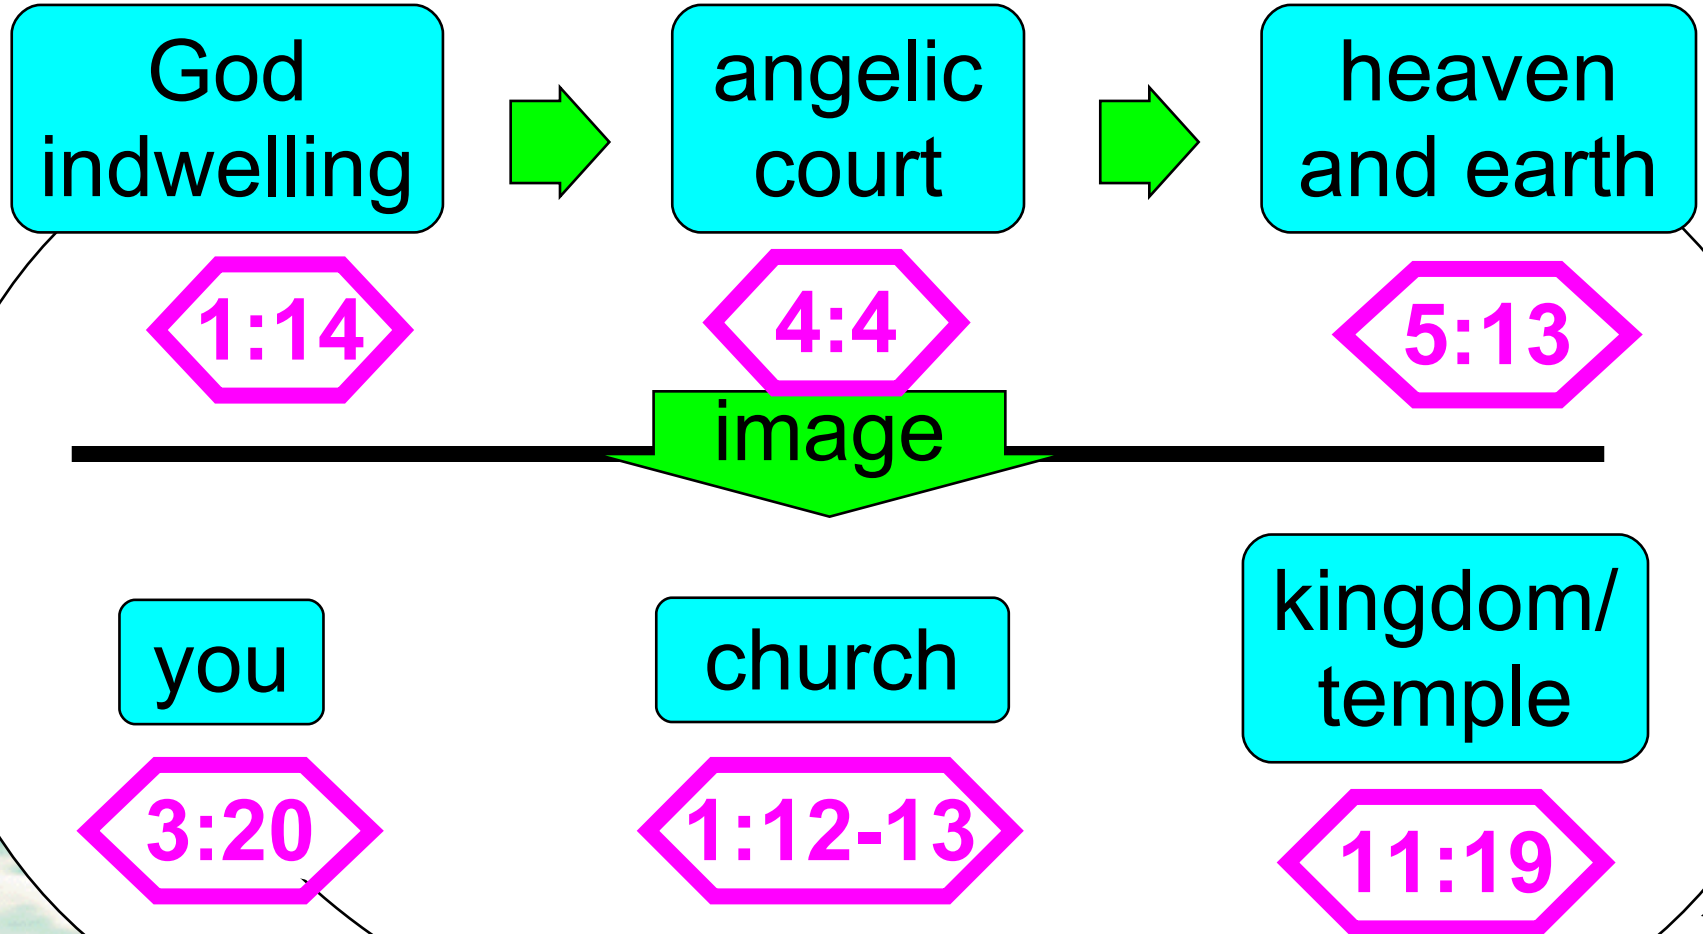 God
indwelling
angelic
court
heaven
and earth
1:14
4:4
5:13
image
you
church
kingdom/
temple
3:20
1:12-13
11:19